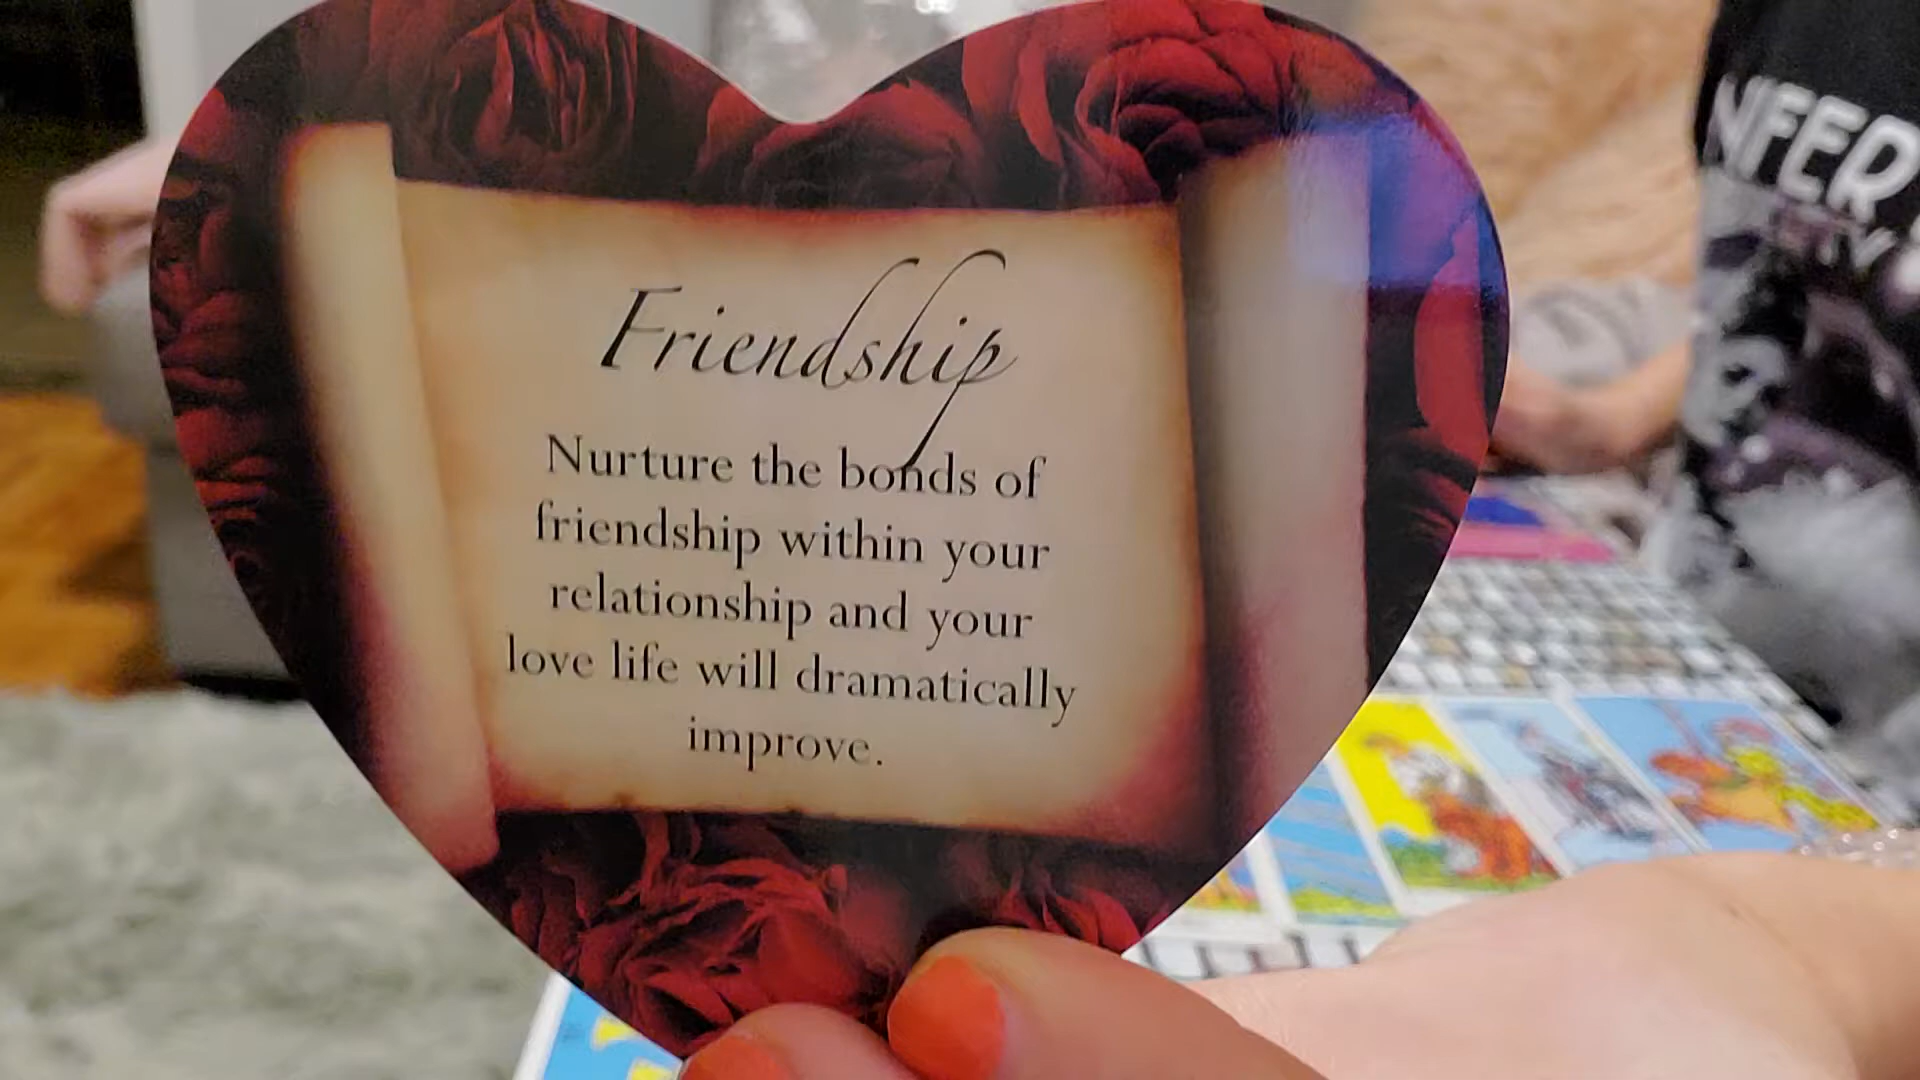 Friendship
Nurture the bonds of
friendship within your
relationship and your
love life will dramatically
improve.